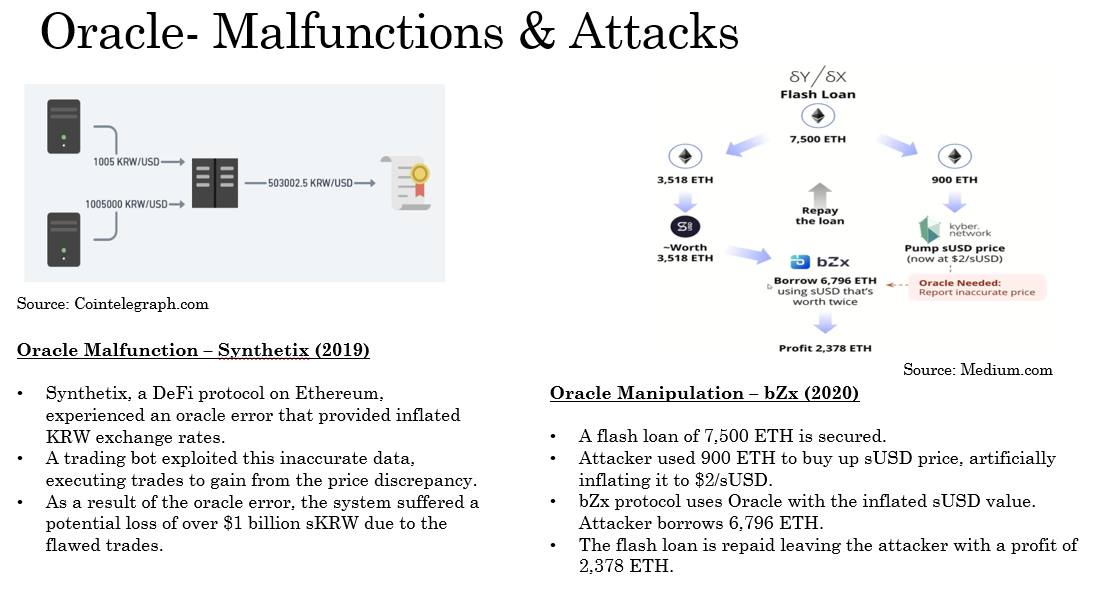 Oracle- Malfunctions & Attacks
1005 KRW/USD
1005000 KRW/USD
503002.5 KRW/USD
Source: Cointelegraph.com
Oracle Malfunction – Synthetix (2019)
• Synthetix, a DeFi protocol on Ethereum,
experienced an oracle error that provided inflated
KRW exchange rates.
• A trading bot exploited this inaccurate data,
executing trades to gain from the price discrepancy.
• As a result of the oracle error, the system suffered a
potential loss of over $1 billion sKRW due to the
flawed trades.
δY/δX
Flash Loan
7,500 ETH
3,518 ETH
900 ETH
Repay
the loan
~Worth
3,518 ETH
kyber.
network
Pump sUSD price
(now at $2/sUSD)
bZx
Borrow 6,796 ETH
using sUSD that's
worth twice
Oracle Needed:
Report inaccurate price
Profit 2,378 ETH
Source: Medium.com
Oracle Manipulation – bZx (2020)
• A flash loan of 7,500 ETH is secured.
• Attacker used 900 ETH to buy up sUSD price, artificially
inflating it to $2/sUSD.
• bZx protocol uses Oracle with the inflated sUSD value.
Attacker borrows 6,796 ETH.
• The flash loan is repaid leaving the attacker with a profit of
2,378 ETH.